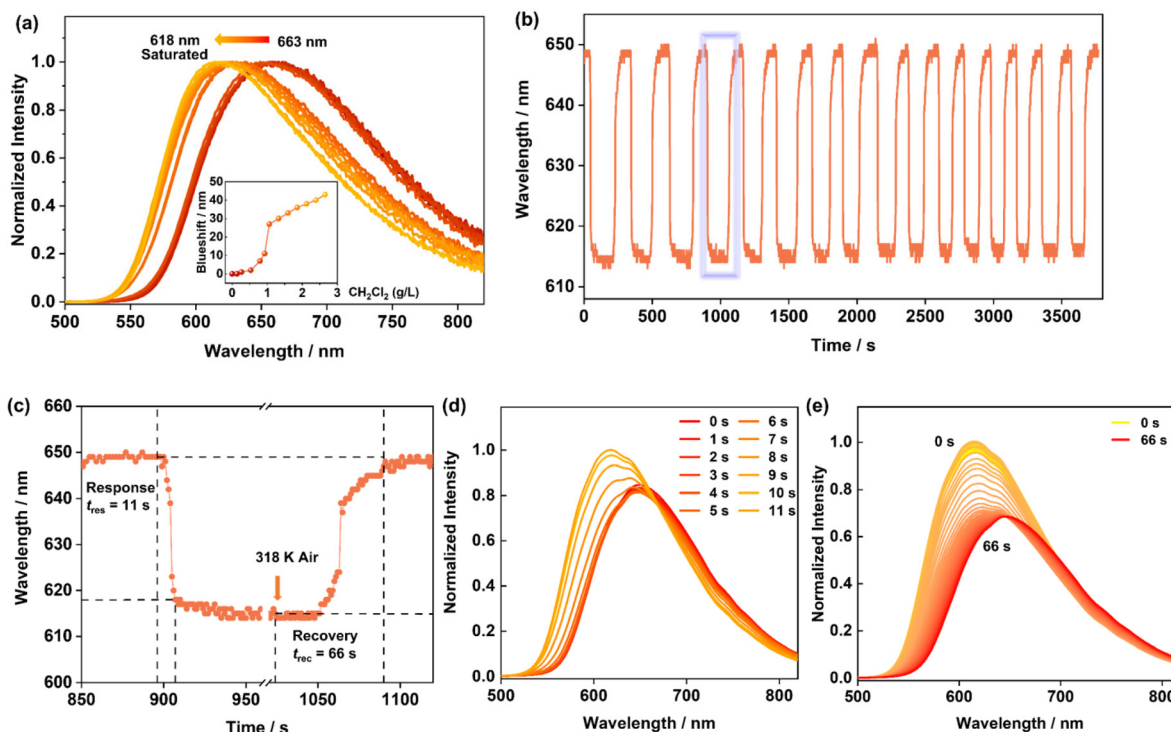 (a)
618 nm
Saturated
663 nm
Normalized Intensity
1.0
0.8
0.6
0.4
0.2
0.0
500 550 600 650 700 750 800
Wavelength / nm
Blueshift / nm
50
40
30
20
10
0
0 1 2 3
CH₂Cl₂ (g/L)
(b)
Wavelength / nm
650
640
630
620
610
0 500 1000 1500 2000 2500 3000 3500
Time / s
(c)
Wavelength / nm
660
650
640
630
620
610
600
Response
tres = 11 s
318 K Air
Recovery
trec = 66 s
850 900 950 1050 1100
Time / s
(d)
Normalized Intensity
1.0
0.8
0.6
0.4
0.2
0.0
0 s 6 s
1 s 7 s
2 s 8 s
3 s 9 s
4 s 10 s
5 s 11 s
500 600 700 800
Wavelength / nm
(e)
Normalized Intensity
1.0
0.8
0.6
0.4
0.2
0.0
0 s
66 s
0 s
66 s
500 600 700 800
Wavelength / nm